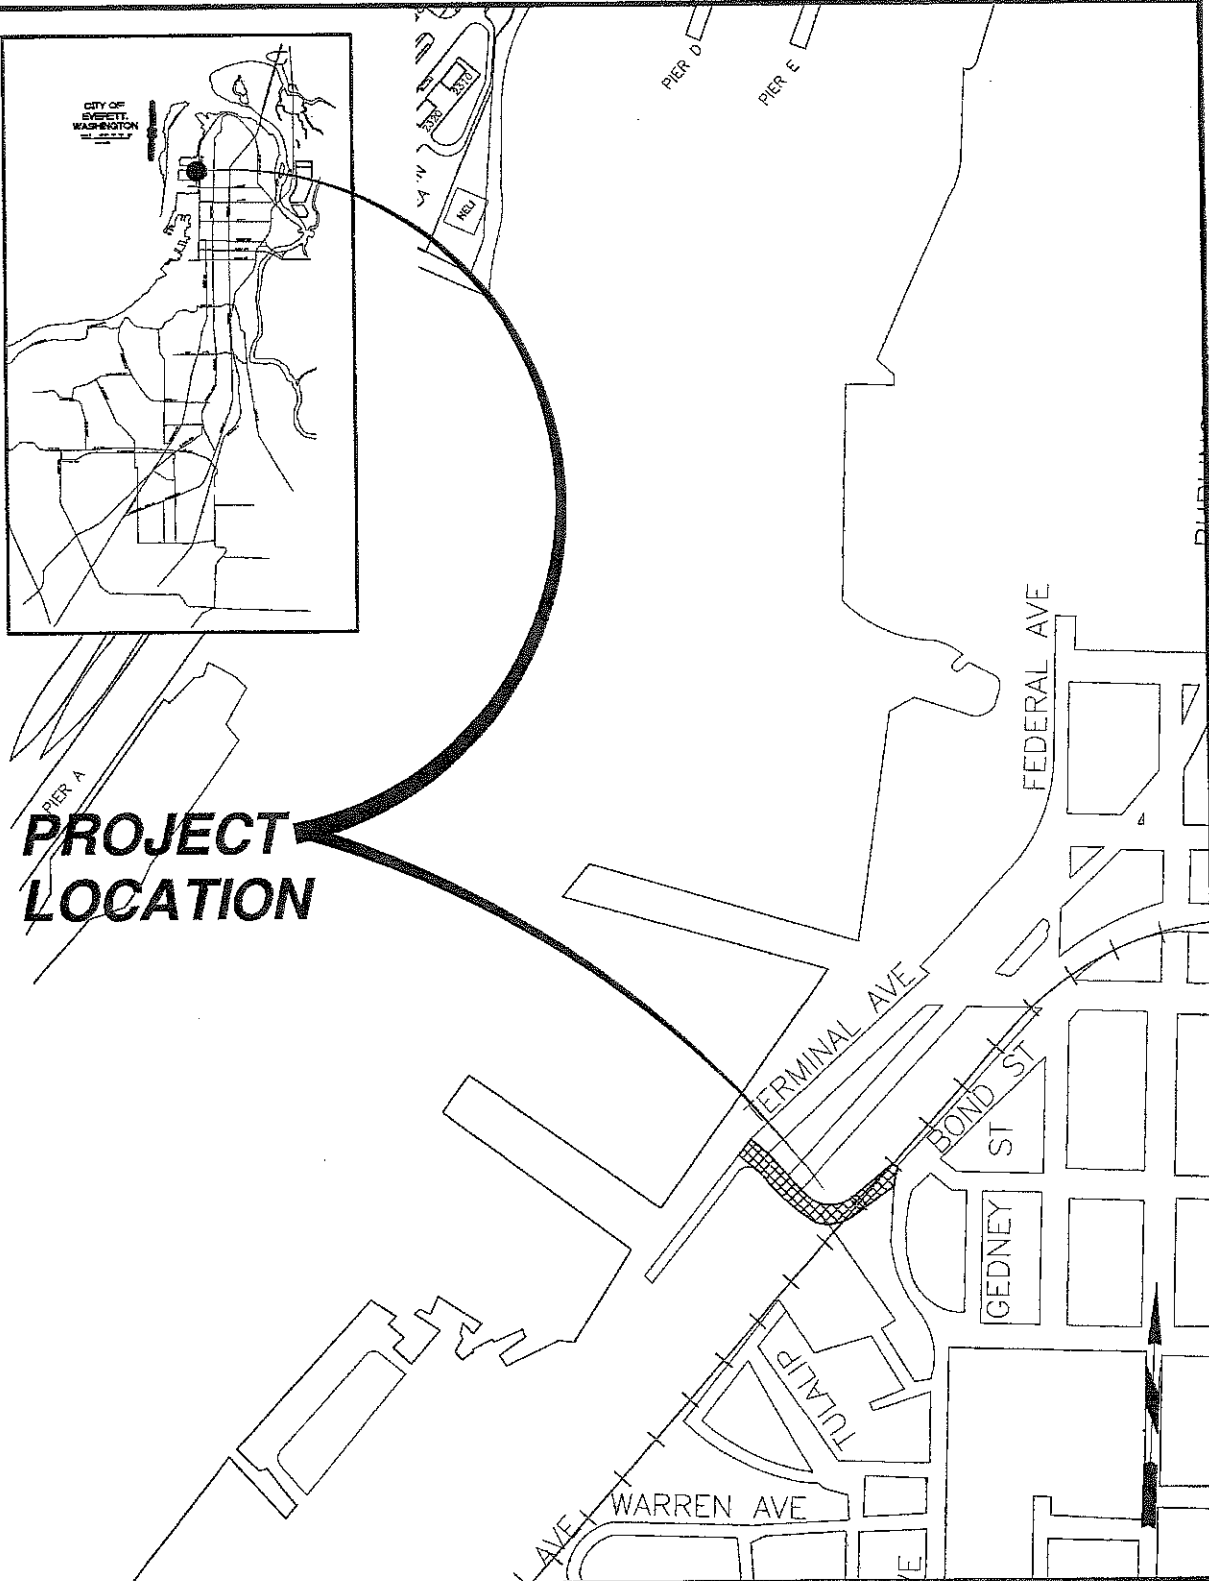 CITY OF
EVERETT,
WASHINGTON
PIER D
PIER E
2310
2320
FEDERAL AVE
PIER A
PROJECT
LOCATION
TERMINAL AVE
BOND ST
ST
GEDNEY
TULALIP
WARREN AVE
AVE